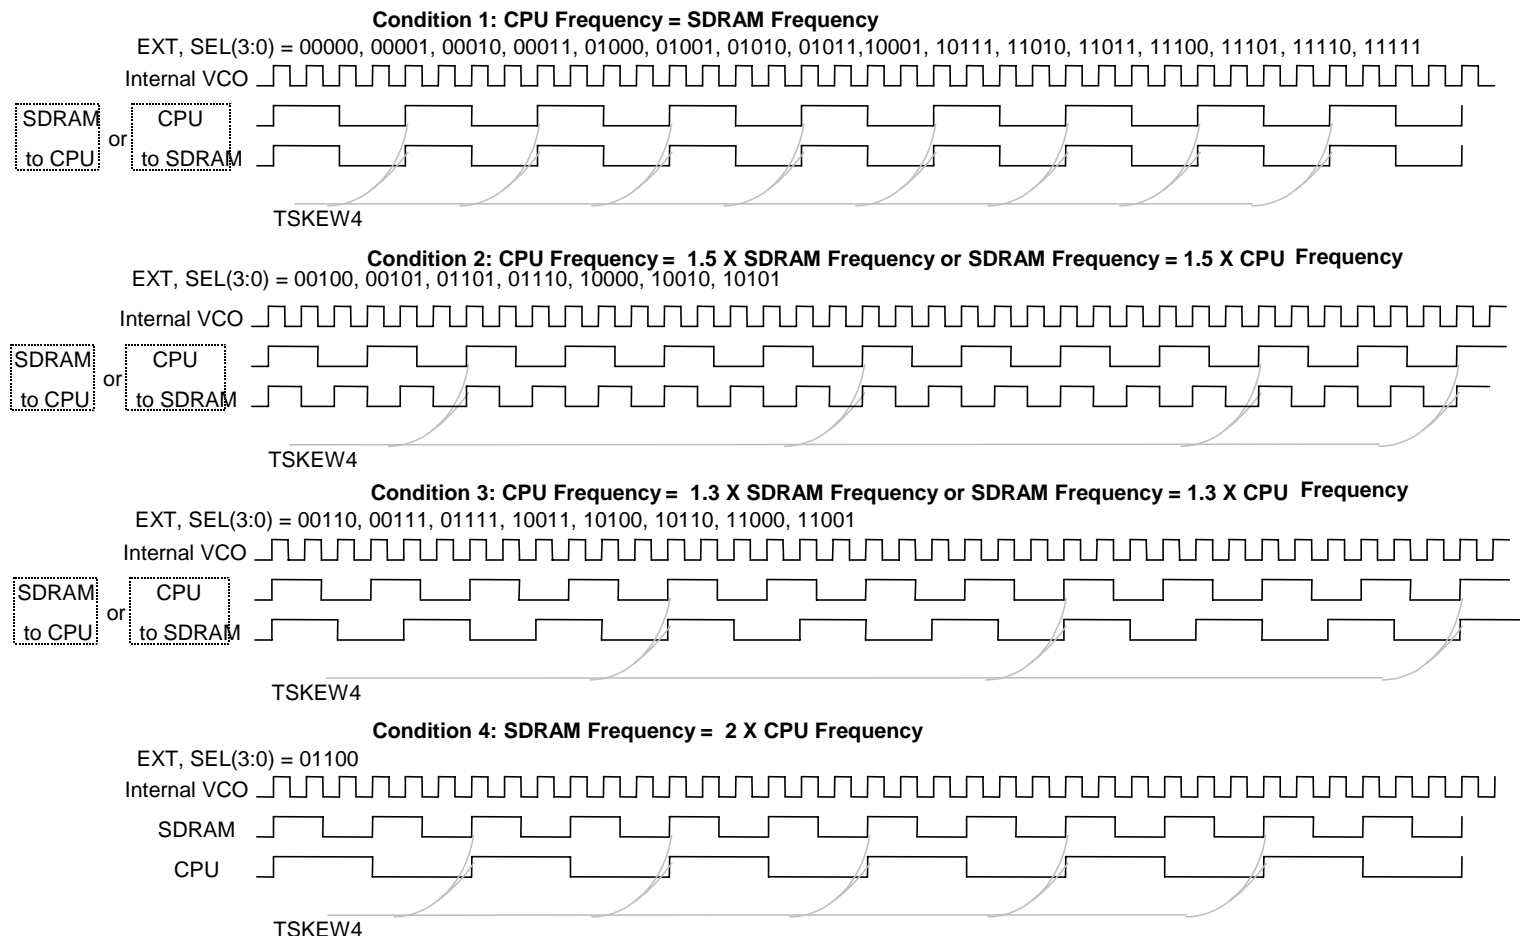 Condition 1: CPU Frequency = SDRAM Frequency
EXT, SEL(3:0) = 00000, 00001, 00010, 00011, 01000, 01001, 01010, 01011,10001, 10111, 11010, 11011, 11100, 11101, 11110, 11111
Internal VCO
SDRAM to CPU
or
CPU to SDRAM
TSKEW4
Condition 2: CPU Frequency = 1.5 X SDRAM Frequency or SDRAM Frequency = 1.5 X CPU Frequency
EXT, SEL(3:0) = 00100, 00101, 01101, 01110, 10000, 10010, 10101
Internal VCO
SDRAM to CPU
or
CPU to SDRAM
TSKEW4
Condition 3: CPU Frequency = 1.3 X SDRAM Frequency or SDRAM Frequency = 1.3 X CPU Frequency
EXT, SEL(3:0) = 00110, 00111, 01111, 10011, 10100, 10110, 11000, 11001
Internal VCO
SDRAM to CPU
or
CPU to SDRAM
TSKEW4
Condition 4: SDRAM Frequency = 2 X CPU Frequency
EXT, SEL(3:0) = 01100
Internal VCO
SDRAM
CPU
TSKEW4